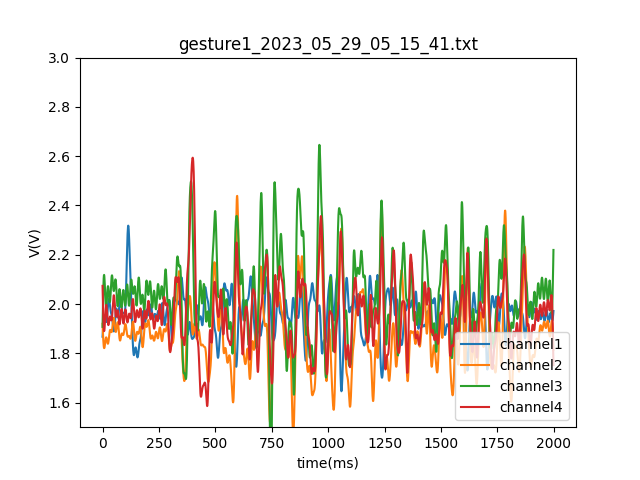 gesture1_2023_05_29_05_15_41.txt
3.0
2.8
2.6
2.4
2.2
2.0
1.8
1.6
V(V)
channel1
channel2
channel3
channel4
0 250 500 750 1000 1250 1500 1750 2000
time(ms)